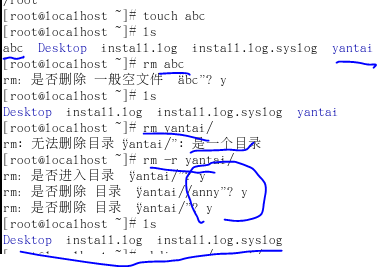 /root
[root@localhost ~]# touch abc
[root@localhost ~]# ls
abc  Desktop  install.log  install.log.syslog  yantai
[root@localhost ~]# rm abc
rm: 是否删除 一般空文件 “abc”? y
[root@localhost ~]# ls
Desktop  install.log  install.log.syslog  yantai
[root@localhost ~]# rm yantai/
rm: 无法删除目录 “yantai/”: 是一个目录
[root@localhost ~]# rm -r yantai/
rm: 是否进入目录 “yantai/”? y
rm: 是否删除 目录 “yantai//anny”? y
rm: 是否删除 目录 “yantai/”? y
[root@localhost ~]# ls
Desktop  install.log  install.log.syslog